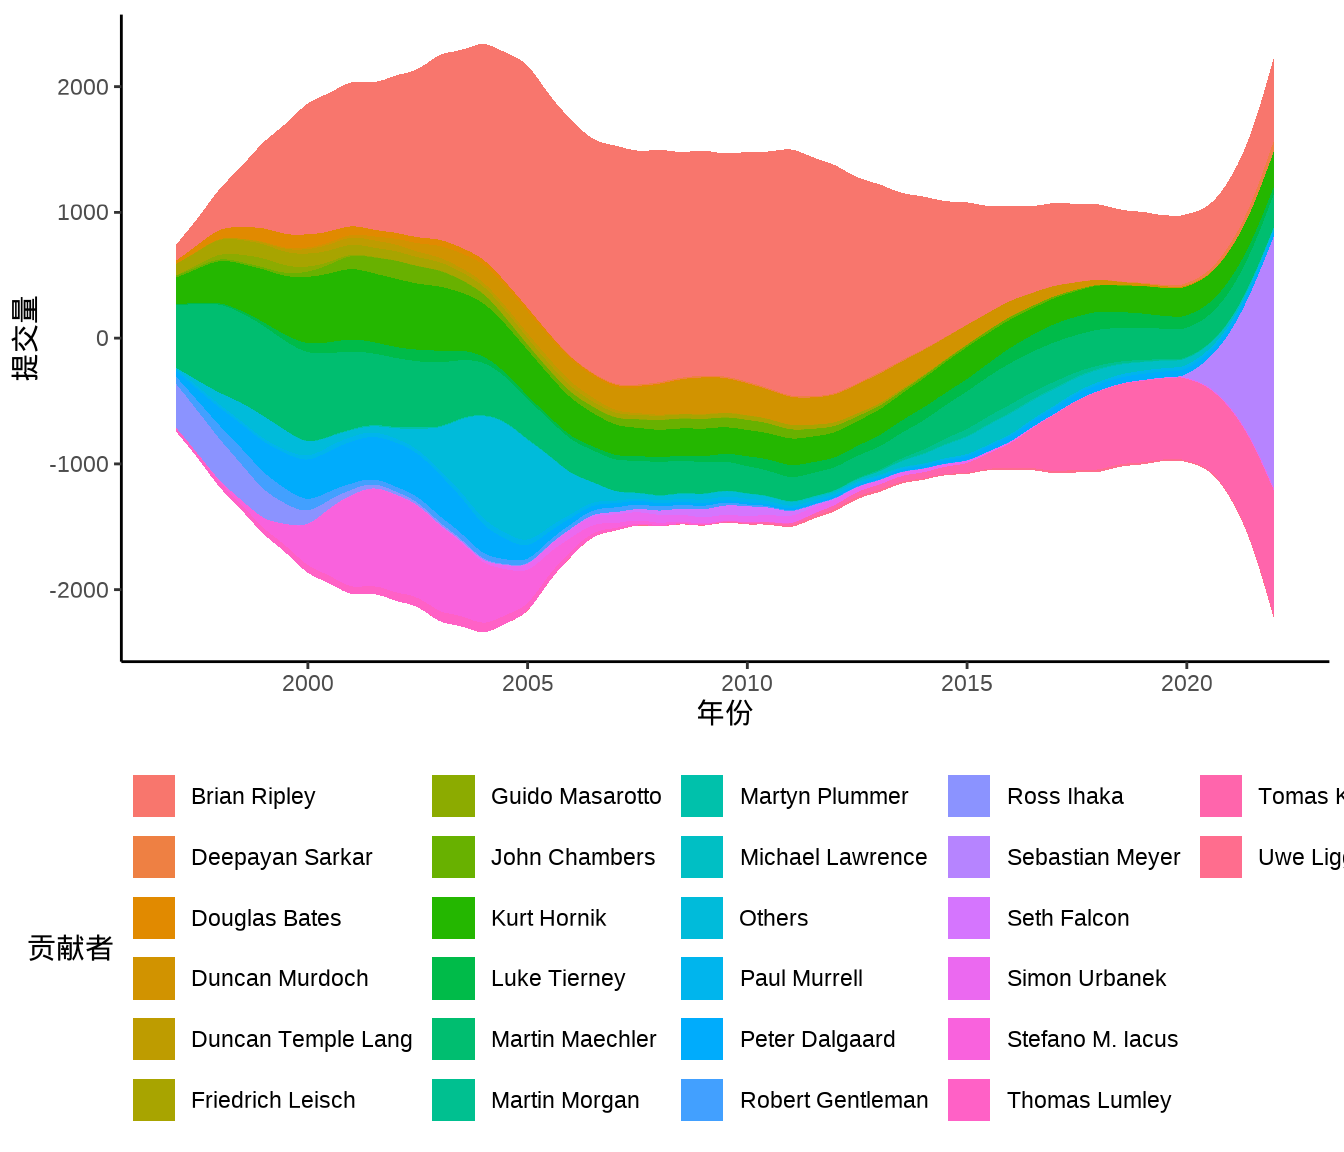 提交量
2000
1000
0
-1000
-2000
2000 2005 2010 2015 2020
年份
贡献者
Brian Ripley
Deepayan Sarkar
Douglas Bates
Duncan Murdoch
Duncan Temple Lang
Friedrich Leisch
Guido Masarotto
John Chambers
Kurt Hornik
Luke Tierney
Martin Maechler
Martin Morgan
Martyn Plummer
Michael Lawrence
Others
Paul Murrell
Peter Dalgaard
Robert Gentleman
Ross Ihaka
Sebastian Meyer
Seth Falcon
Simon Urbanek
Stefano M. Iacus
Thomas Lumley
Tomas
Uwe